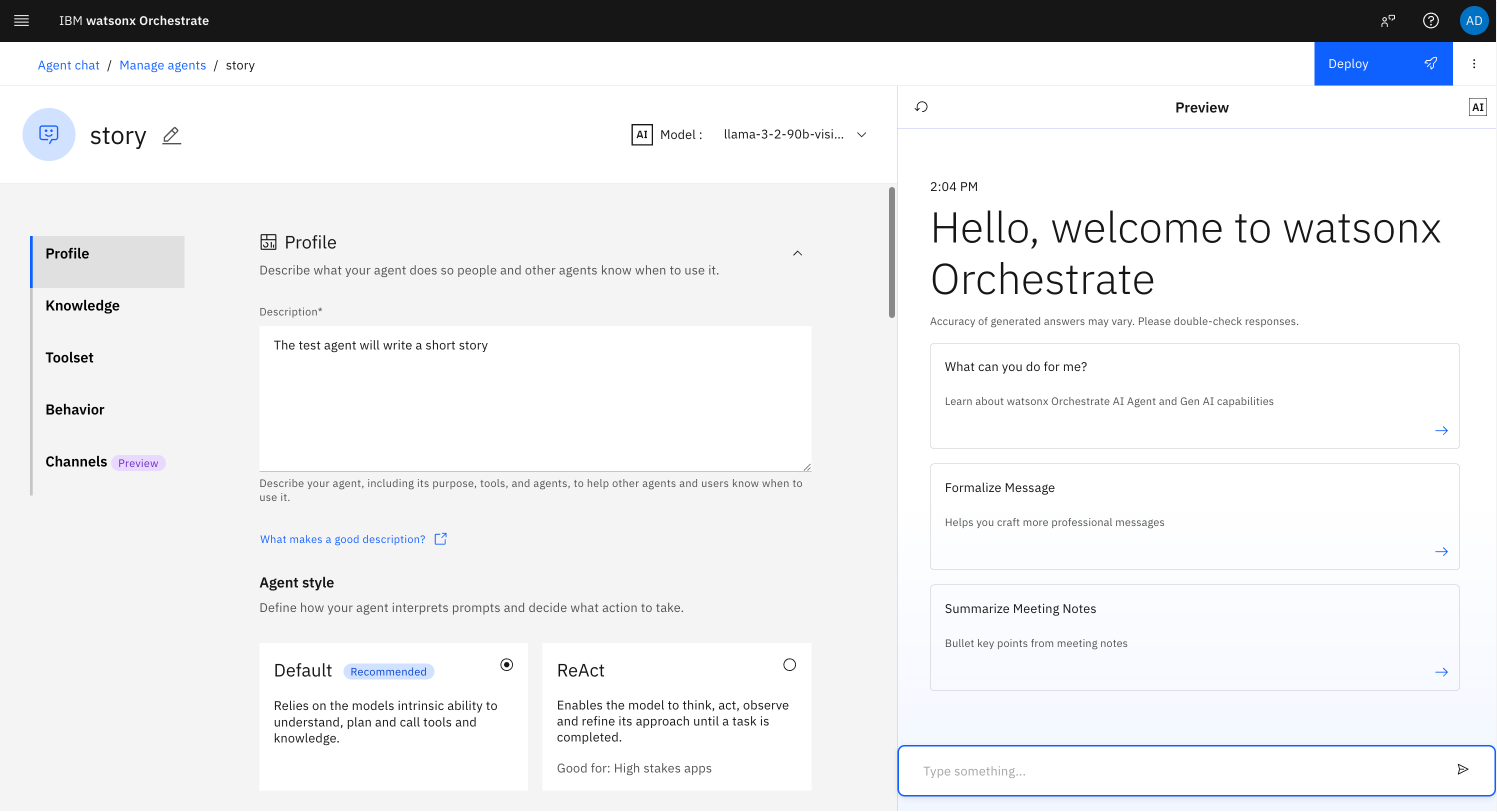 IBM watsonx Orchestrate
AD
Agent chat / Manage agents / story
Deploy
story
AI Model :
llama-3-2-90b-visi...
Preview
AI
Profile
Knowledge
Toolset
Behavior
Channels Preview
Profile
Describe what your agent does so people and other agents know when to use it.
Description*
The test agent will write a short story
Describe your agent, including its purpose, tools, and agents, to help other agents and users know when to
use it.
What makes a good description?
Agent style
Define how your agent interprets prompts and decide what action to take.
Default Recommended
Relies on the models intrinsic ability to
understand, plan and call tools and
knowledge.
ReAct
Enables the model to think, act, observe
and refine its approach until a task is
completed.
Good for: High stakes apps
2:04 PM
Hello, welcome to watsonx
Orchestrate
Accuracy of generated answers may vary. Please double-check responses.
What can you do for me?
Learn about watsonx Orchestrate AI Agent and Gen AI capabilities
Formalize Message
Helps you craft more professional messages
Summarize Meeting Notes
Bullet key points from meeting notes
Type something...